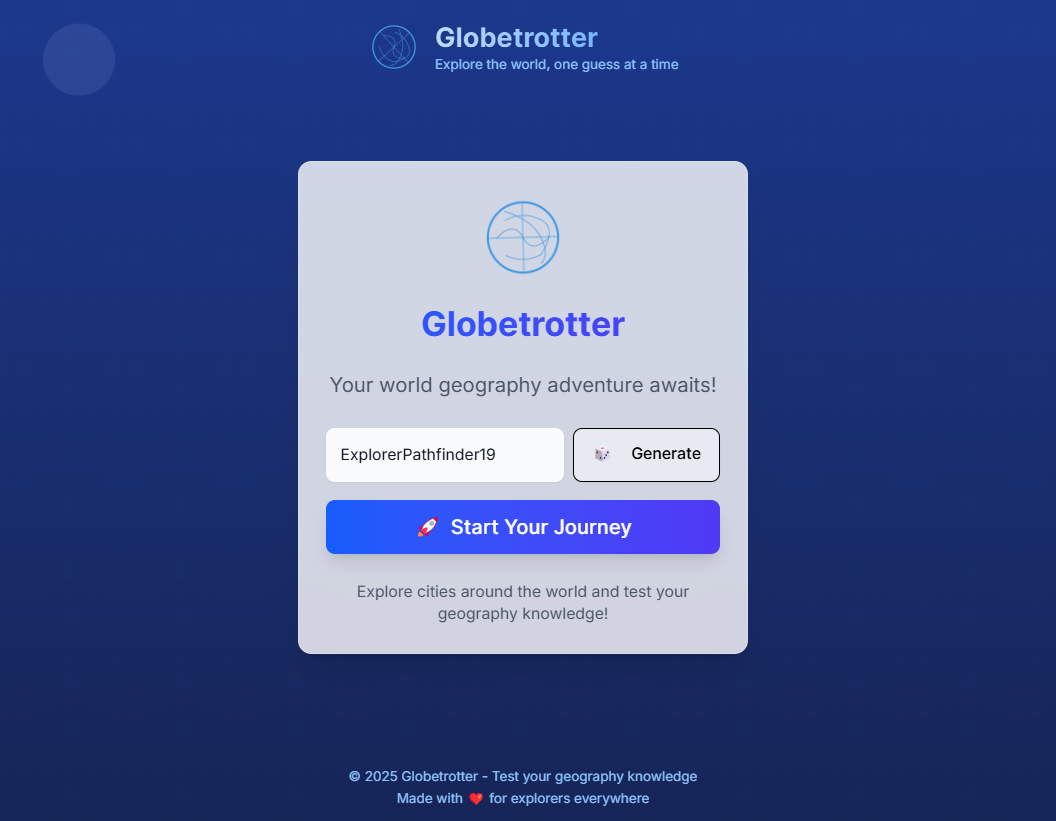 Globetrotter
Explore the world, one guess at a time
Globetrotter
Your world geography adventure awaits!
ExplorerPathfinder19
🎲 Generate
🚀 Start Your Journey
Explore cities around the world and test your
geography knowledge!
© 2025 Globetrotter - Test your geography knowledge
Made with ❤️ for explorers everywhere